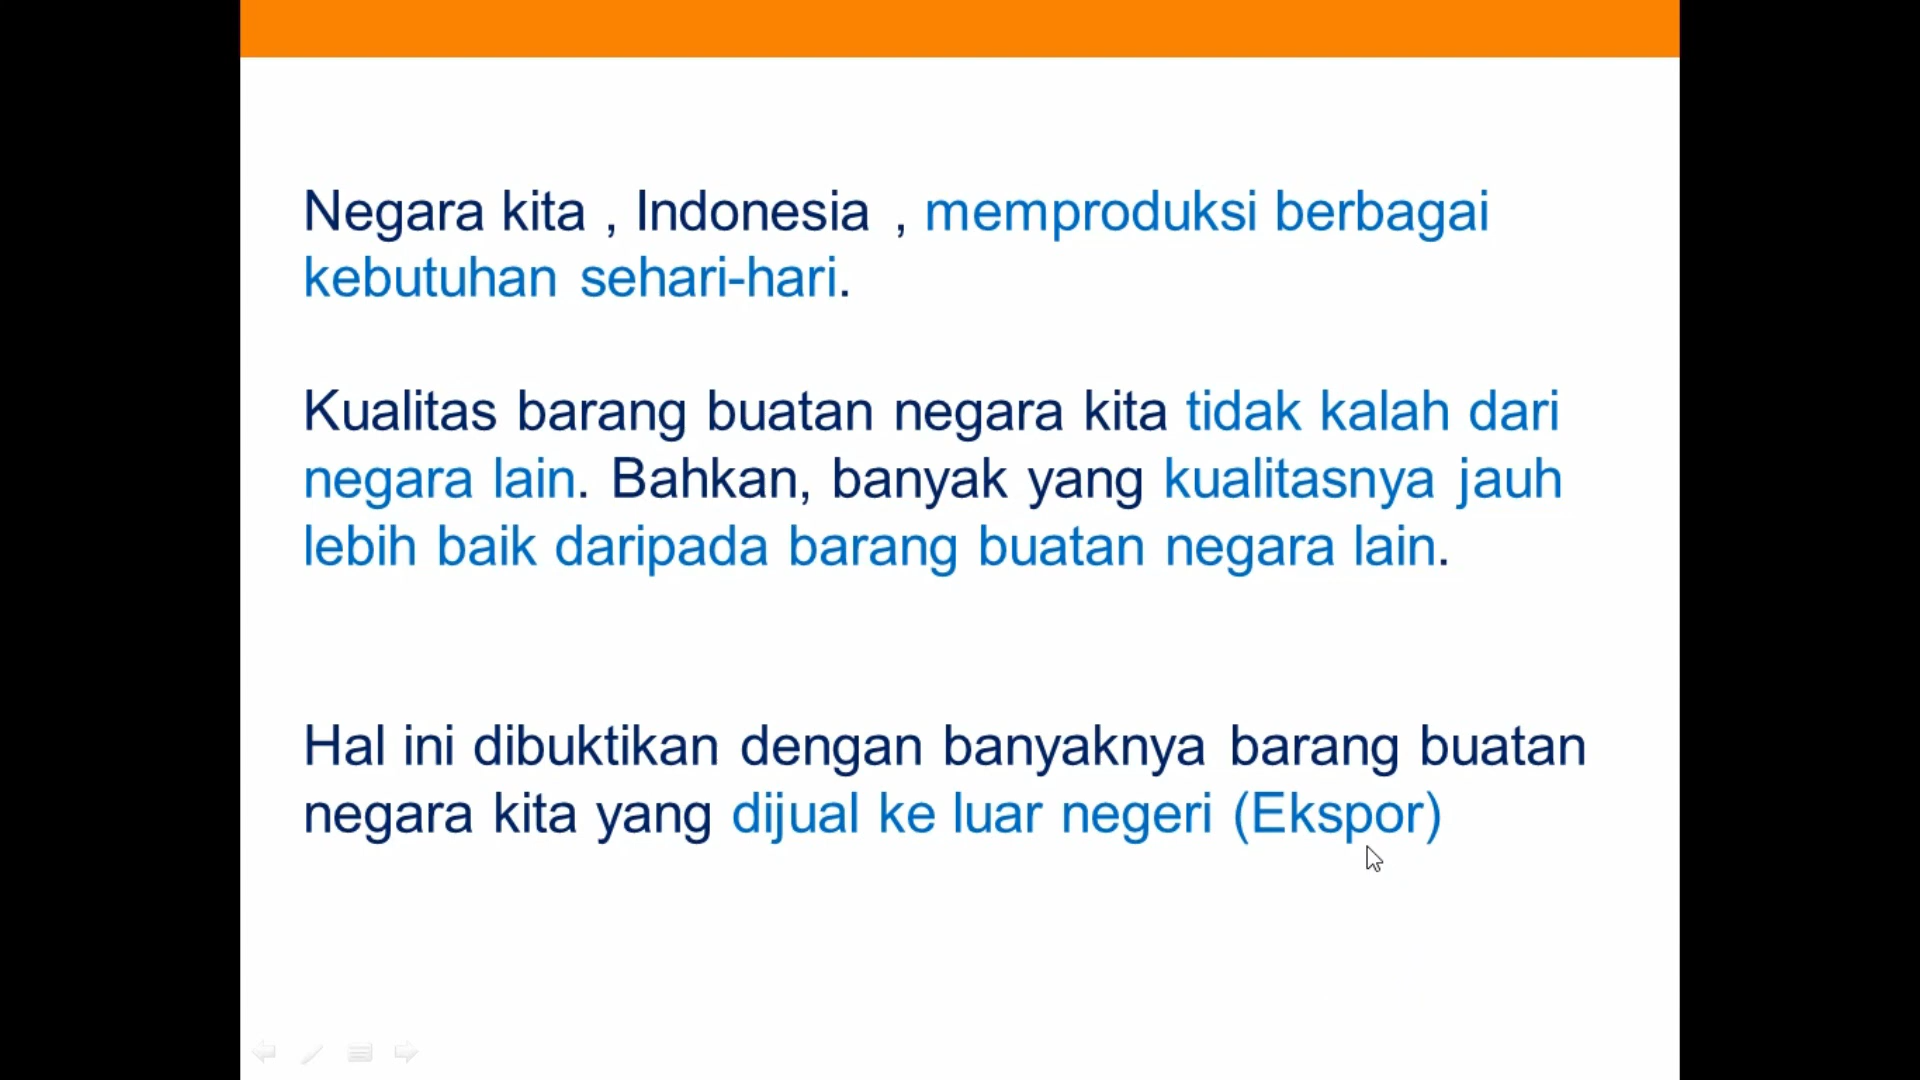 Negara kita , Indonesia , memproduksi berbagai
kebutuhan sehari-hari.
Kualitas barang buatan negara kita tidak kalah dari
negara lain. Bahkan, banyak yang kualitasnya jauh
lebih baik daripada barang buatan negara lain.
Hal ini dibuktikan dengan banyaknya barang buatan
negara kita yang dijual ke luar negeri (Ekspor)